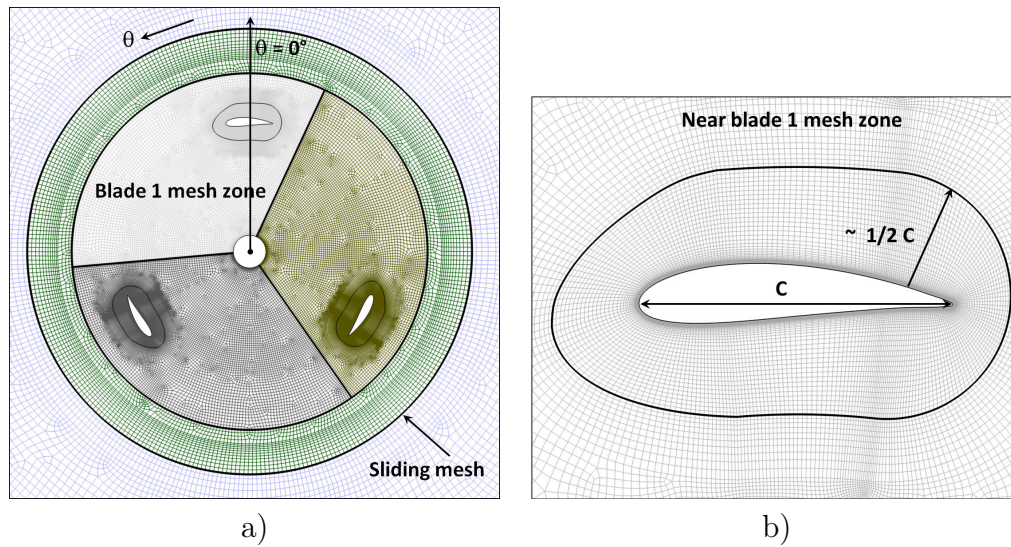 θ
θ = 0°
Blade 1 mesh zone
Sliding mesh
a)
Near blade 1 mesh zone
~ 1/2 C
C
b)